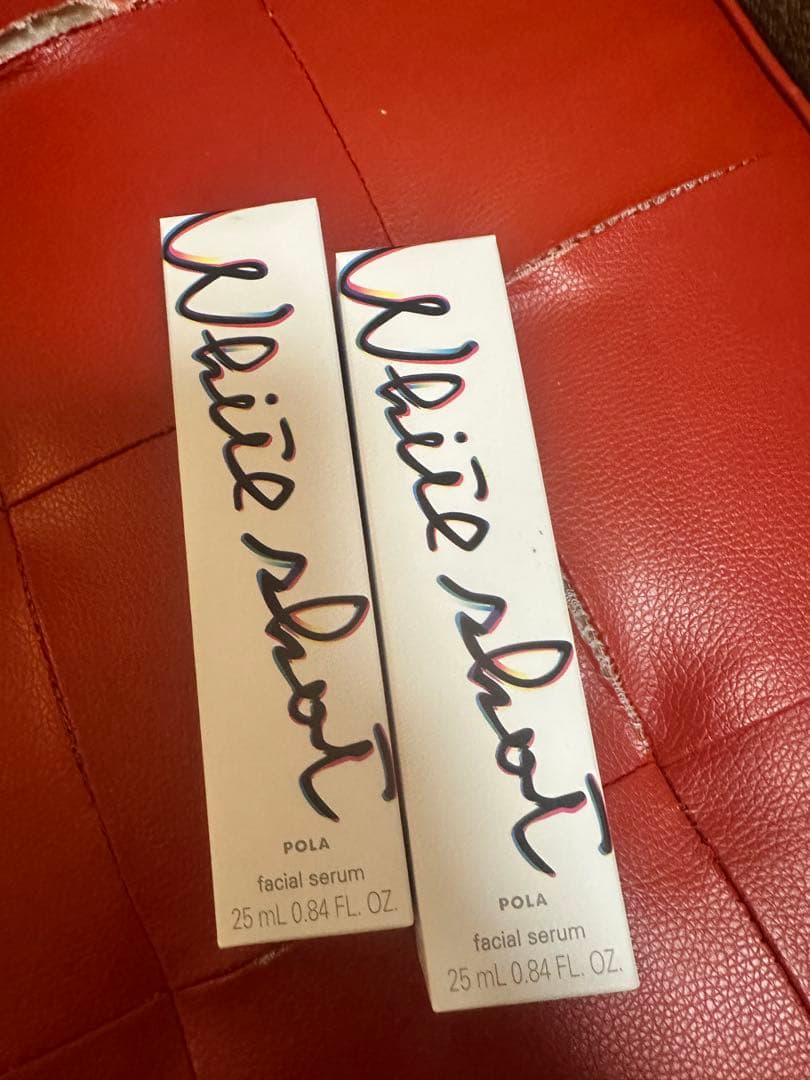 White shot
POLA
facial serum
25 mL 0.84 FL. OZ.
White shot
POLA
facial serum
25 mL 0.84 FL. OZ.